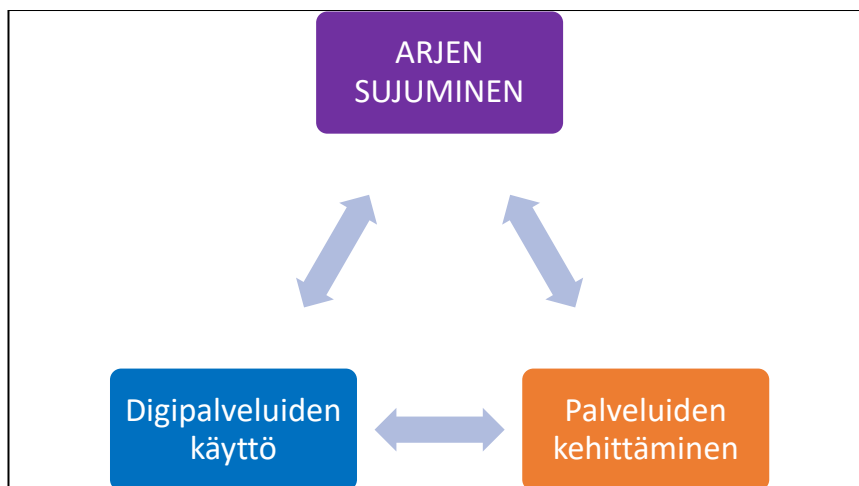 ARJEN
SUJUMINEN
Digipalveluiden
käyttö
Palveluiden
kehittäminen